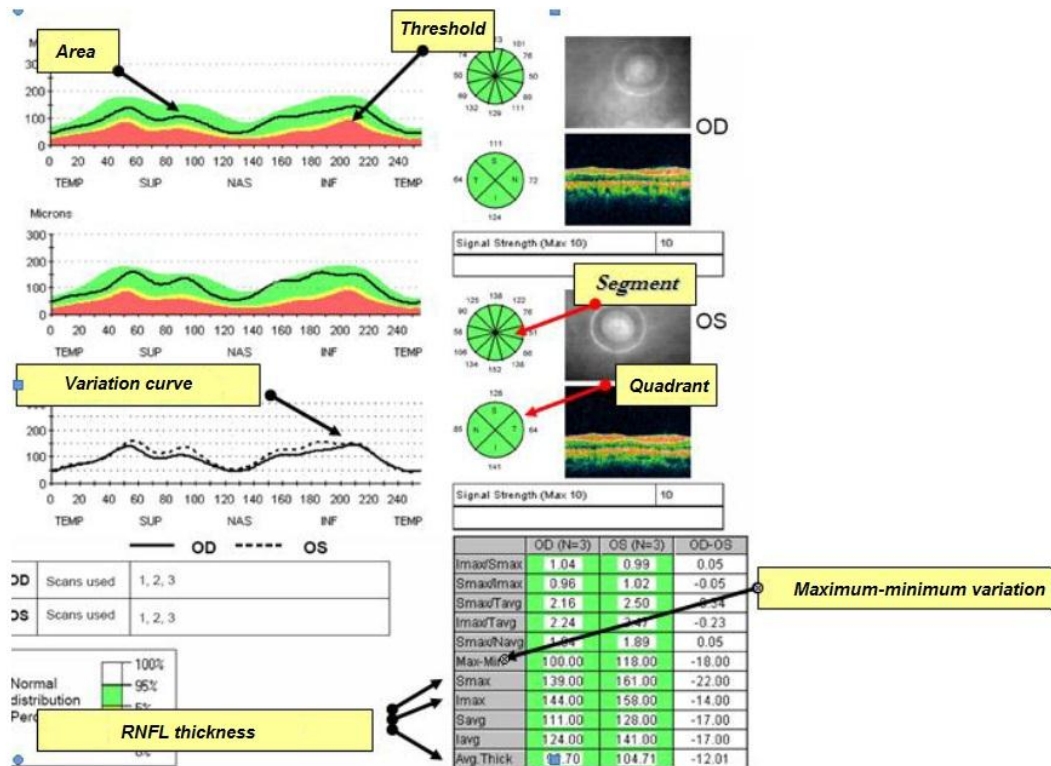 Area
Threshold
300
200
100
0
0 20 40 60 80 100 120 140 160 180 200 220 240
TEMP SUP NAS INF TEMP
101
76
50
88
111
129
132
69
50
74
OD
111
S
64 T N 72
I
124
Signal Strength (Max 10) 10
Microns
300
200
100
0
0 20 40 60 80 100 120 140 160 180 200 220 240
TEMP SUP NAS INF TEMP
Segment
125 138 122
90 76
58 51
106
134 152 138
OS
Quadrant
128
S
85 N T 64
I
141
Signal Strength (Max 10) 10
Variation curve
200
100
0
0 20 40 60 80 100 120 140 160 180 200 220 240
TEMP SUP NAS INF TEMP
OD OS
OD Scans used 1, 2, 3
OS Scans used 1, 2, 3
Normal
distribution
100%
95%
5%
RNFL thickness
OD (N=3) OS (N=3) OD-OS
Imax/Smax 1.04 0.99 0.05
Smax/Imax 0.96 1.02 -0.05
Smax/Tavg 2.16 2.50 -0.34
Imax/Tavg 2.24 2.47 -0.23
Smax/Navg 1.94 1.89 0.05
Max-Min 100.00 118.00 -18.00
Smax 139.00 161.00 -22.00
Imax 144.00 158.00 -14.00
Savg 111.00 128.00 -17.00
Iavg 124.00 141.00 -17.00
Avg.Thick 104.71 -12.01
Maximum-minimum variation